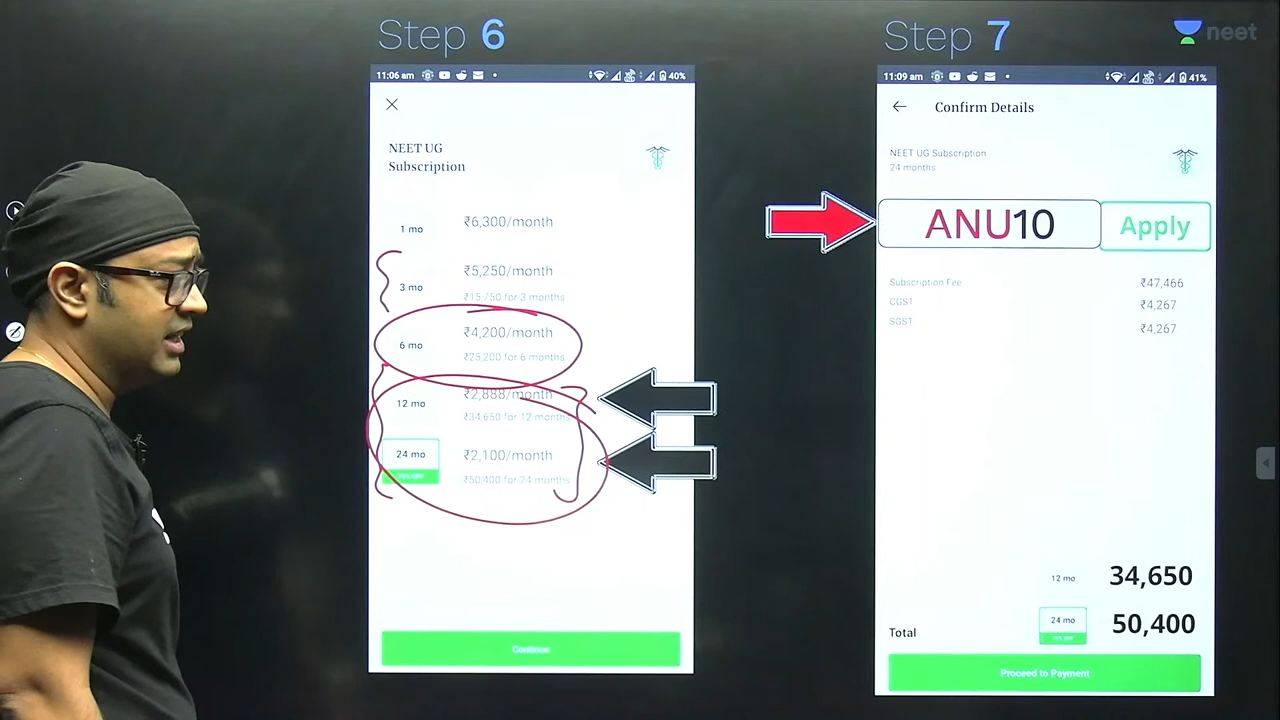 Step 6
11:06 am
40%
NEET UG
Subscription
1 mo
₹6,300/month
3 mo
₹5,250/month
₹15,750 for 3 months
6 mo
₹4,200/month
₹25,200 for 6 months
12 mo
₹2,888/month
₹34,650 for 12 months
24 mo
₹2,100/month
₹50,400 for 24 months
Continue
Step 7
neet
11:09 am
41%
Confirm Details
NEET UG Subscription
24 months
ANU10
Apply
Subscription Fee ₹47,466
CGST ₹4,267
SGST ₹4,267
12 mo 34,650
24 mo 50,400
Total
Proceed to Payment